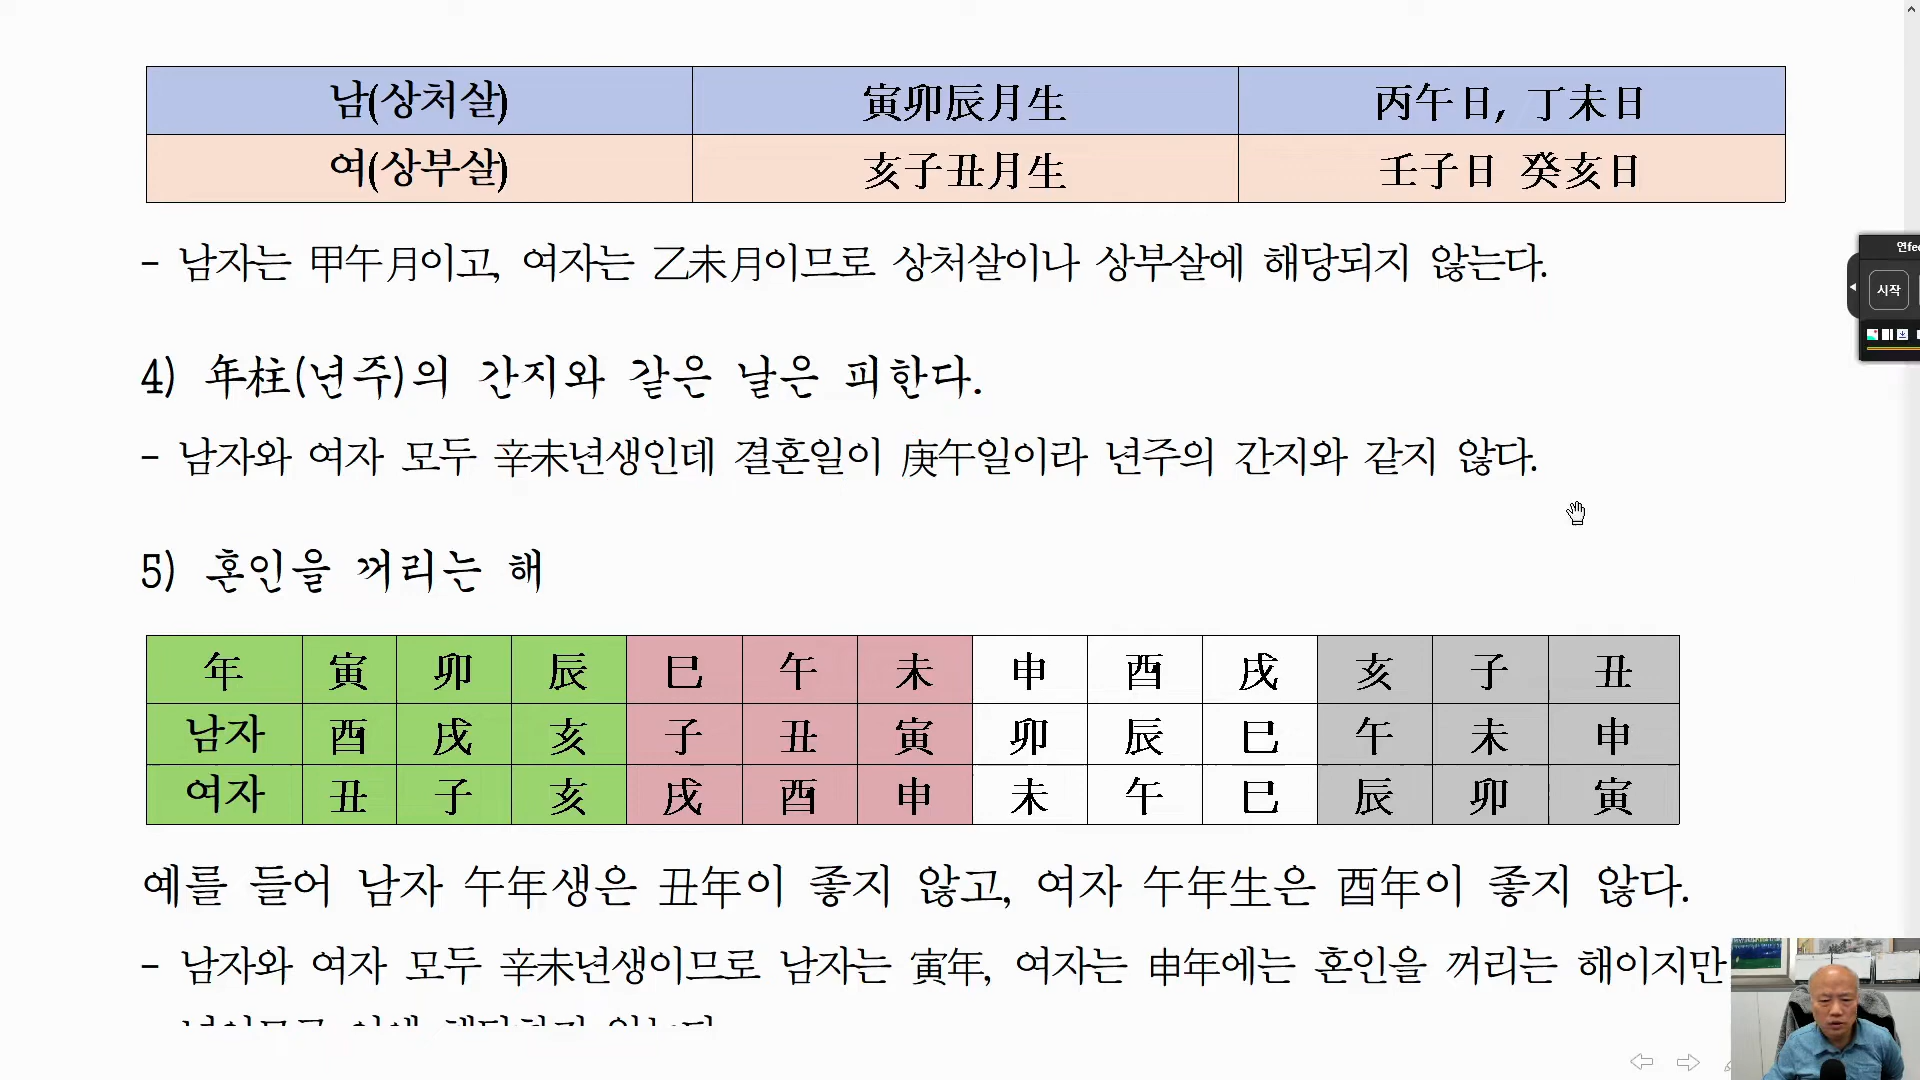 남(상처살) 寅卯辰月生 丙午日, 丁未日
여(상부살) 亥子丑月生 壬子日 癸亥日
- 남자는 甲午月이고, 여자는 乙未月이므로 상처살이나 상부살에 해당되지 않는다.
4) 年柱(년주)의 간지와 같은 날은 피한다.
- 남자와 여자 모두 辛未년생인데 결혼일이 庚午일이라 년주의 간지와 같지 않다.
5) 혼인을 꺼리는 해
年 寅 卯 辰 巳 午 未 申 酉 戌 亥 子 丑
남자 酉 戌 亥 子 丑 寅 卯 辰 巳 午 未 申
여자 丑 子 亥 戌 酉 申 未 午 巳 辰 卯 寅
예를 들어 남자 午年생은 丑年이 좋지 않고, 여자 午年生은 酉年이 좋지 않다.
- 남자와 여자 모두 辛未년생이므로 남자는 寅年, 여자는 申年에는 혼인을 꺼리는 해이지만
시작